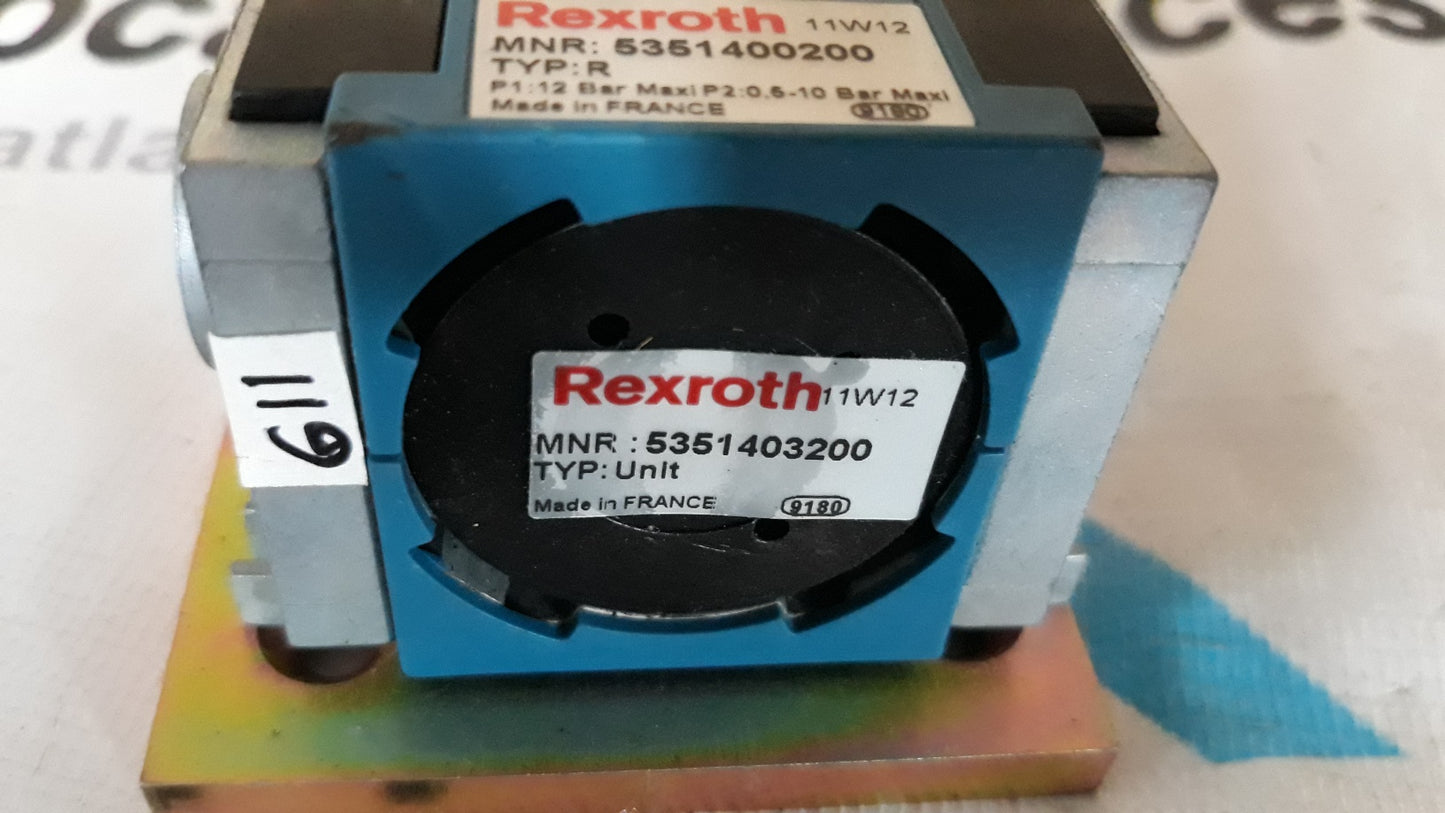 Rexroth 11W12
MNR: 5351400200
TYP: R
P1:12 Bar Maxi P2:0.5-10 Bar Maxi
Made in FRANCE 9180
Rexroth 11W12
MNR : 5351403200
TYP: Unit
Made in FRANCE 9180
611